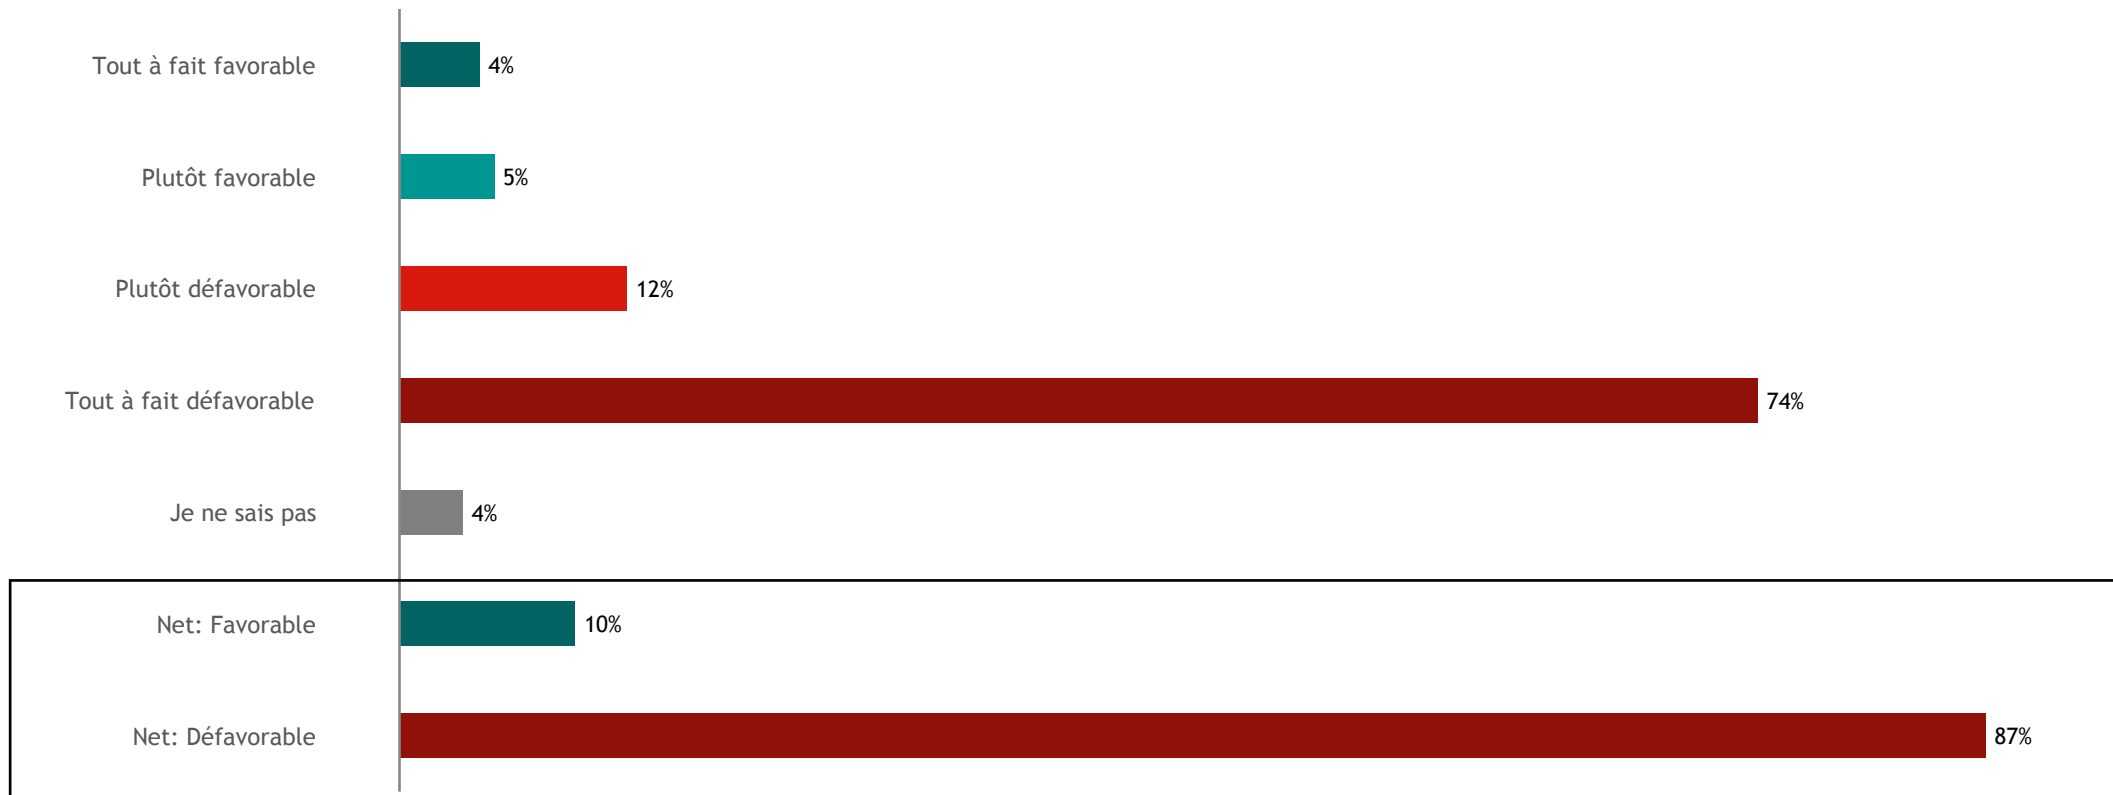 Tout à fait favorable 4%
Plutôt favorable 5%
Plutôt défavorable 12%
Tout à fait défavorable 74%
Je ne sais pas 4%
Net: Favorable 10%
Net: Défavorable 87%